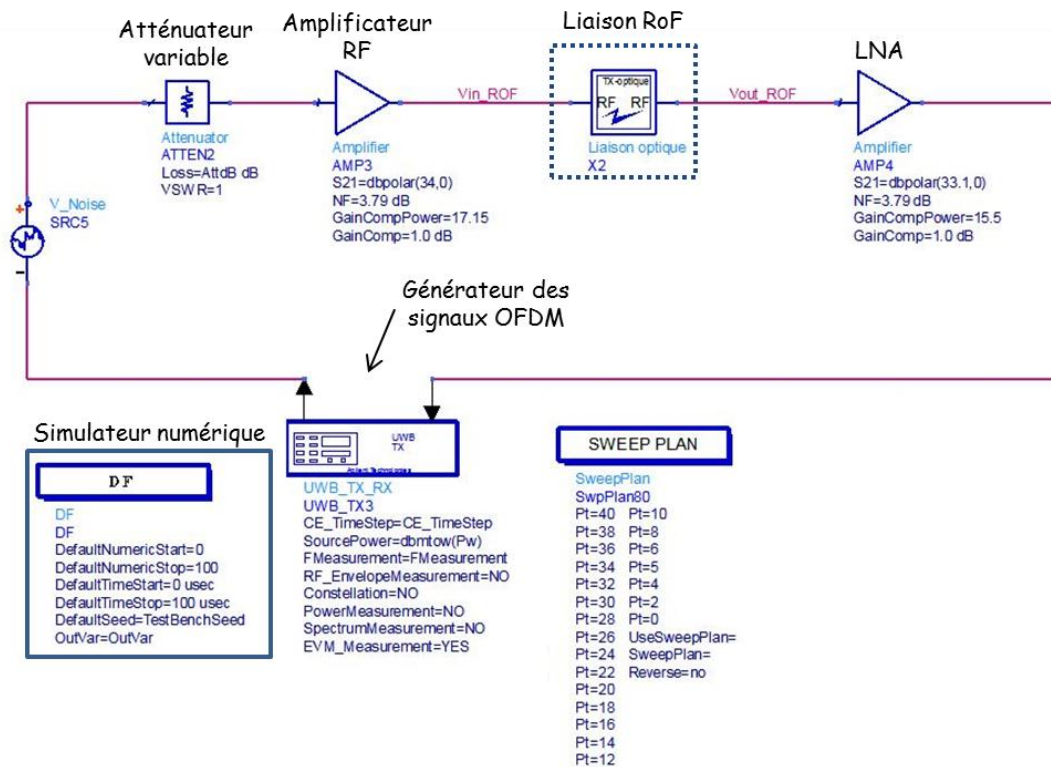 Atténuateur
variable
Amplificateur
RF
Liaison RoF
LNA
Attenuator
ATTEN2
Loss=AttdB dB
VSWR=1
Vin_ROF
Amplifier
AMP3
S21=dbpolar(34,0)
NF=3.79 dB
GainCompPower=17.15
GainComp=1.0 dB
TX-optique
RF RF
Liaison optique
X2
Vout_ROF
Amplifier
AMP4
S21=dbpolar(33.1,0)
NF=3.79 dB
GainCompPower=15.5
GainComp=1.0 dB
+
V_Noise
SRC5
-
Générateur des
signaux OFDM
Simulateur numérique
DF
DF
DF
DefaultNumericStart=0
DefaultNumericStop=100
DefaultTimeStart=0 usec
DefaultTimeStop=100 usec
DefaultSeed=TestBenchSeed
OutVar=OutVar
UWB
TX
Agilent Technologies
UWB_TX_RX
UWB_TX3
CE_TimeStep=CE_TimeStep
SourcePower=dbmtow(Pw)
FMeasurement=FMeasurement
RF_EnvelopeMeasurement=NO
Constellation=NO
PowerMeasurement=NO
SpectrumMeasurement=NO
EVM_Measurement=YES
SWEEP PLAN
SweepPlan
SwpPlan80
Pt=40 Pt=10
Pt=38 Pt=8
Pt=36 Pt=6
Pt=34 Pt=5
Pt=32 Pt=4
Pt=30 Pt=2
Pt=28 Pt=0
Pt=26 UseSweepPlan=
Pt=24 SweepPlan=
Pt=22 Reverse=no
Pt=20
Pt=18
Pt=16
Pt=14
Pt=12